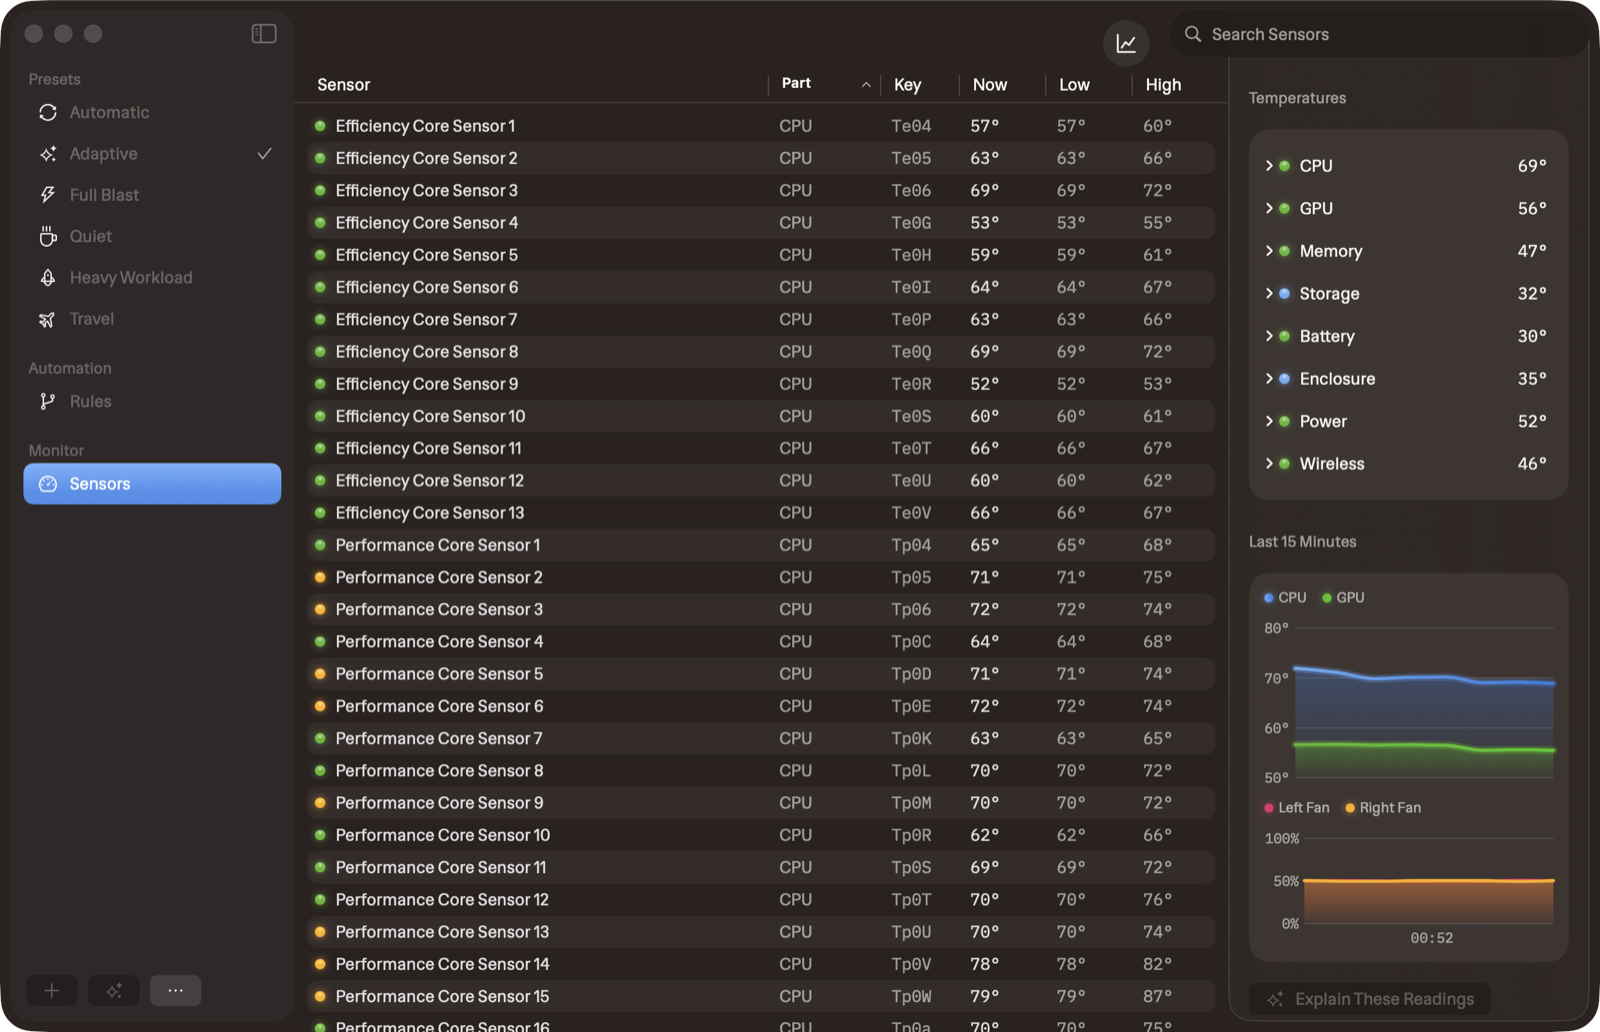 Search Sensors
Presets
Automatic
Adaptive
Full Blast
Quiet
Heavy Workload
Travel
Automation
Rules
Monitor
Sensors
Sensor Part Key Now Low High
Efficiency Core Sensor 1 CPU Te04 57° 57° 60°
Efficiency Core Sensor 2 CPU Te05 63° 63° 66°
Efficiency Core Sensor 3 CPU Te06 69° 69° 72°
Efficiency Core Sensor 4 CPU Te0G 53° 53° 55°
Efficiency Core Sensor 5 CPU Te0H 59° 59° 61°
Efficiency Core Sensor 6 CPU Te0I 64° 64° 67°
Efficiency Core Sensor 7 CPU Te0P 63° 63° 66°
Efficiency Core Sensor 8 CPU Te0Q 69° 69° 72°
Efficiency Core Sensor 9 CPU Te0R 52° 52° 53°
Efficiency Core Sensor 10 CPU Te0S 60° 60° 61°
Efficiency Core Sensor 11 CPU Te0T 66° 66° 67°
Efficiency Core Sensor 12 CPU Te0U 60° 60° 62°
Efficiency Core Sensor 13 CPU Te0V 66° 66° 67°
Performance Core Sensor 1 CPU Tp04 65° 65° 68°
Performance Core Sensor 2 CPU Tp05 71° 71° 75°
Performance Core Sensor 3 CPU Tp06 72° 72° 74°
Performance Core Sensor 4 CPU Tp0C 64° 64° 68°
Performance Core Sensor 5 CPU Tp0D 71° 71° 74°
Performance Core Sensor 6 CPU Tp0E 72° 72° 74°
Performance Core Sensor 7 CPU Tp0K 63° 63° 65°
Performance Core Sensor 8 CPU Tp0L 70° 70° 72°
Performance Core Sensor 9 CPU Tp0M 70° 70° 72°
Performance Core Sensor 10 CPU Tp0R 62° 62° 66°
Performance Core Sensor 11 CPU Tp0S 69° 69° 72°
Performance Core Sensor 12 CPU Tp0T 70° 70° 76°
Performance Core Sensor 13 CPU Tp0U 70° 70° 74°
Performance Core Sensor 14 CPU Tp0V 78° 78° 82°
Performance Core Sensor 15 CPU Tp0W 79° 79° 87°
Performance Core Sensor 16 CPU Tp0a 70° 70° 75°
Temperatures
CPU 69°
GPU 56°
Memory 47°
Storage 32°
Battery 30°
Enclosure 35°
Power 52°
Wireless 46°
Last 15 Minutes
CPU GPU
80°
70°
60°
50°
Left Fan Right Fan
100%
50%
0%
00:52
Explain These Readings